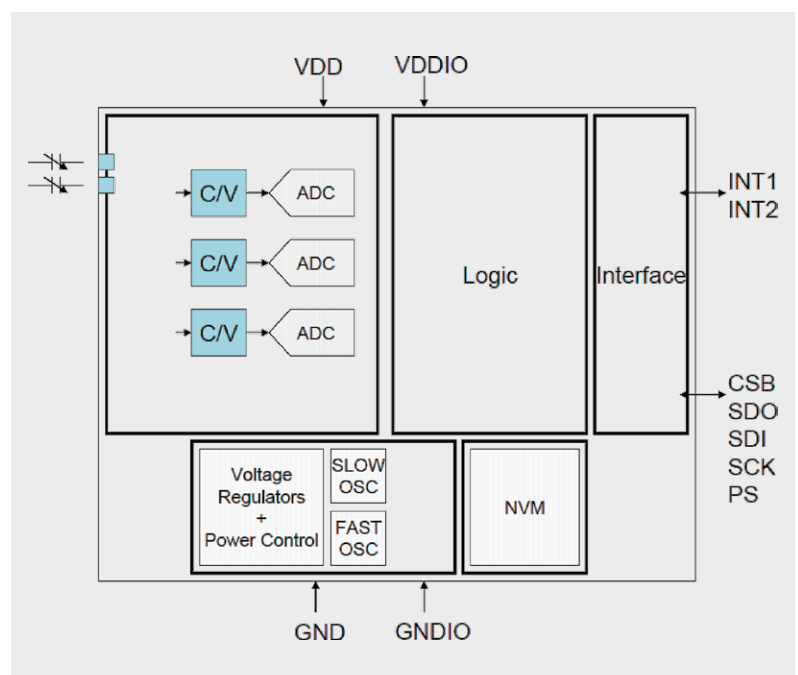 VDD VDDIO
C/V ADC
C/V ADC
C/V ADC
Logic
Interface
INT1
INT2
CSB
SDO
SDI
SCK
PS
Voltage
Regulators
+
Power Control
SLOW
OSC
FAST
OSC
NVM
GND GNDIO